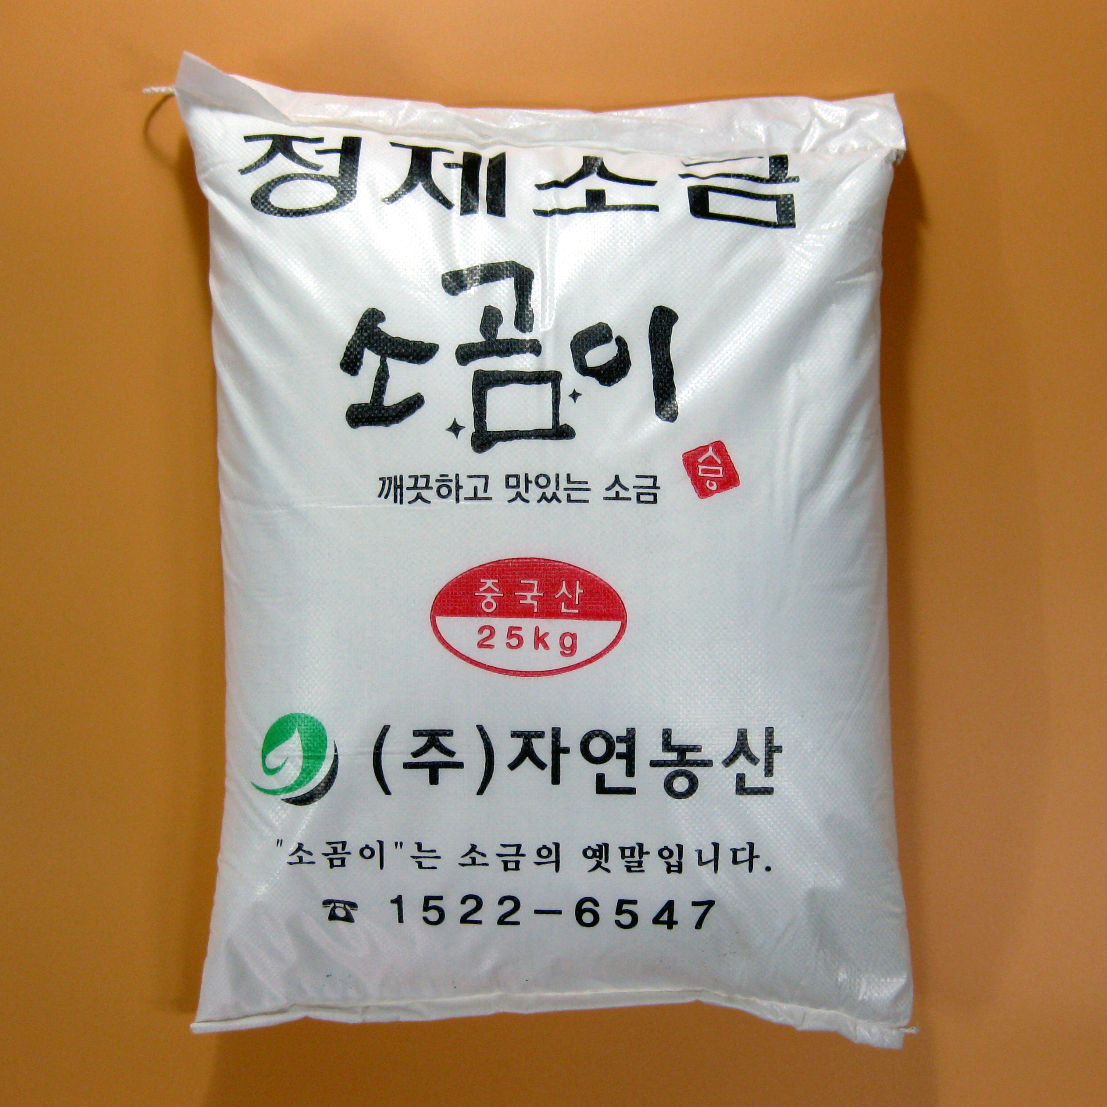 정제소금
소곰이
깨끗하고 맛있는 소금
중국산
25kg
(주)자연농산
"소곰이"는 소금의 옛말입니다.
☎ 1522-6547